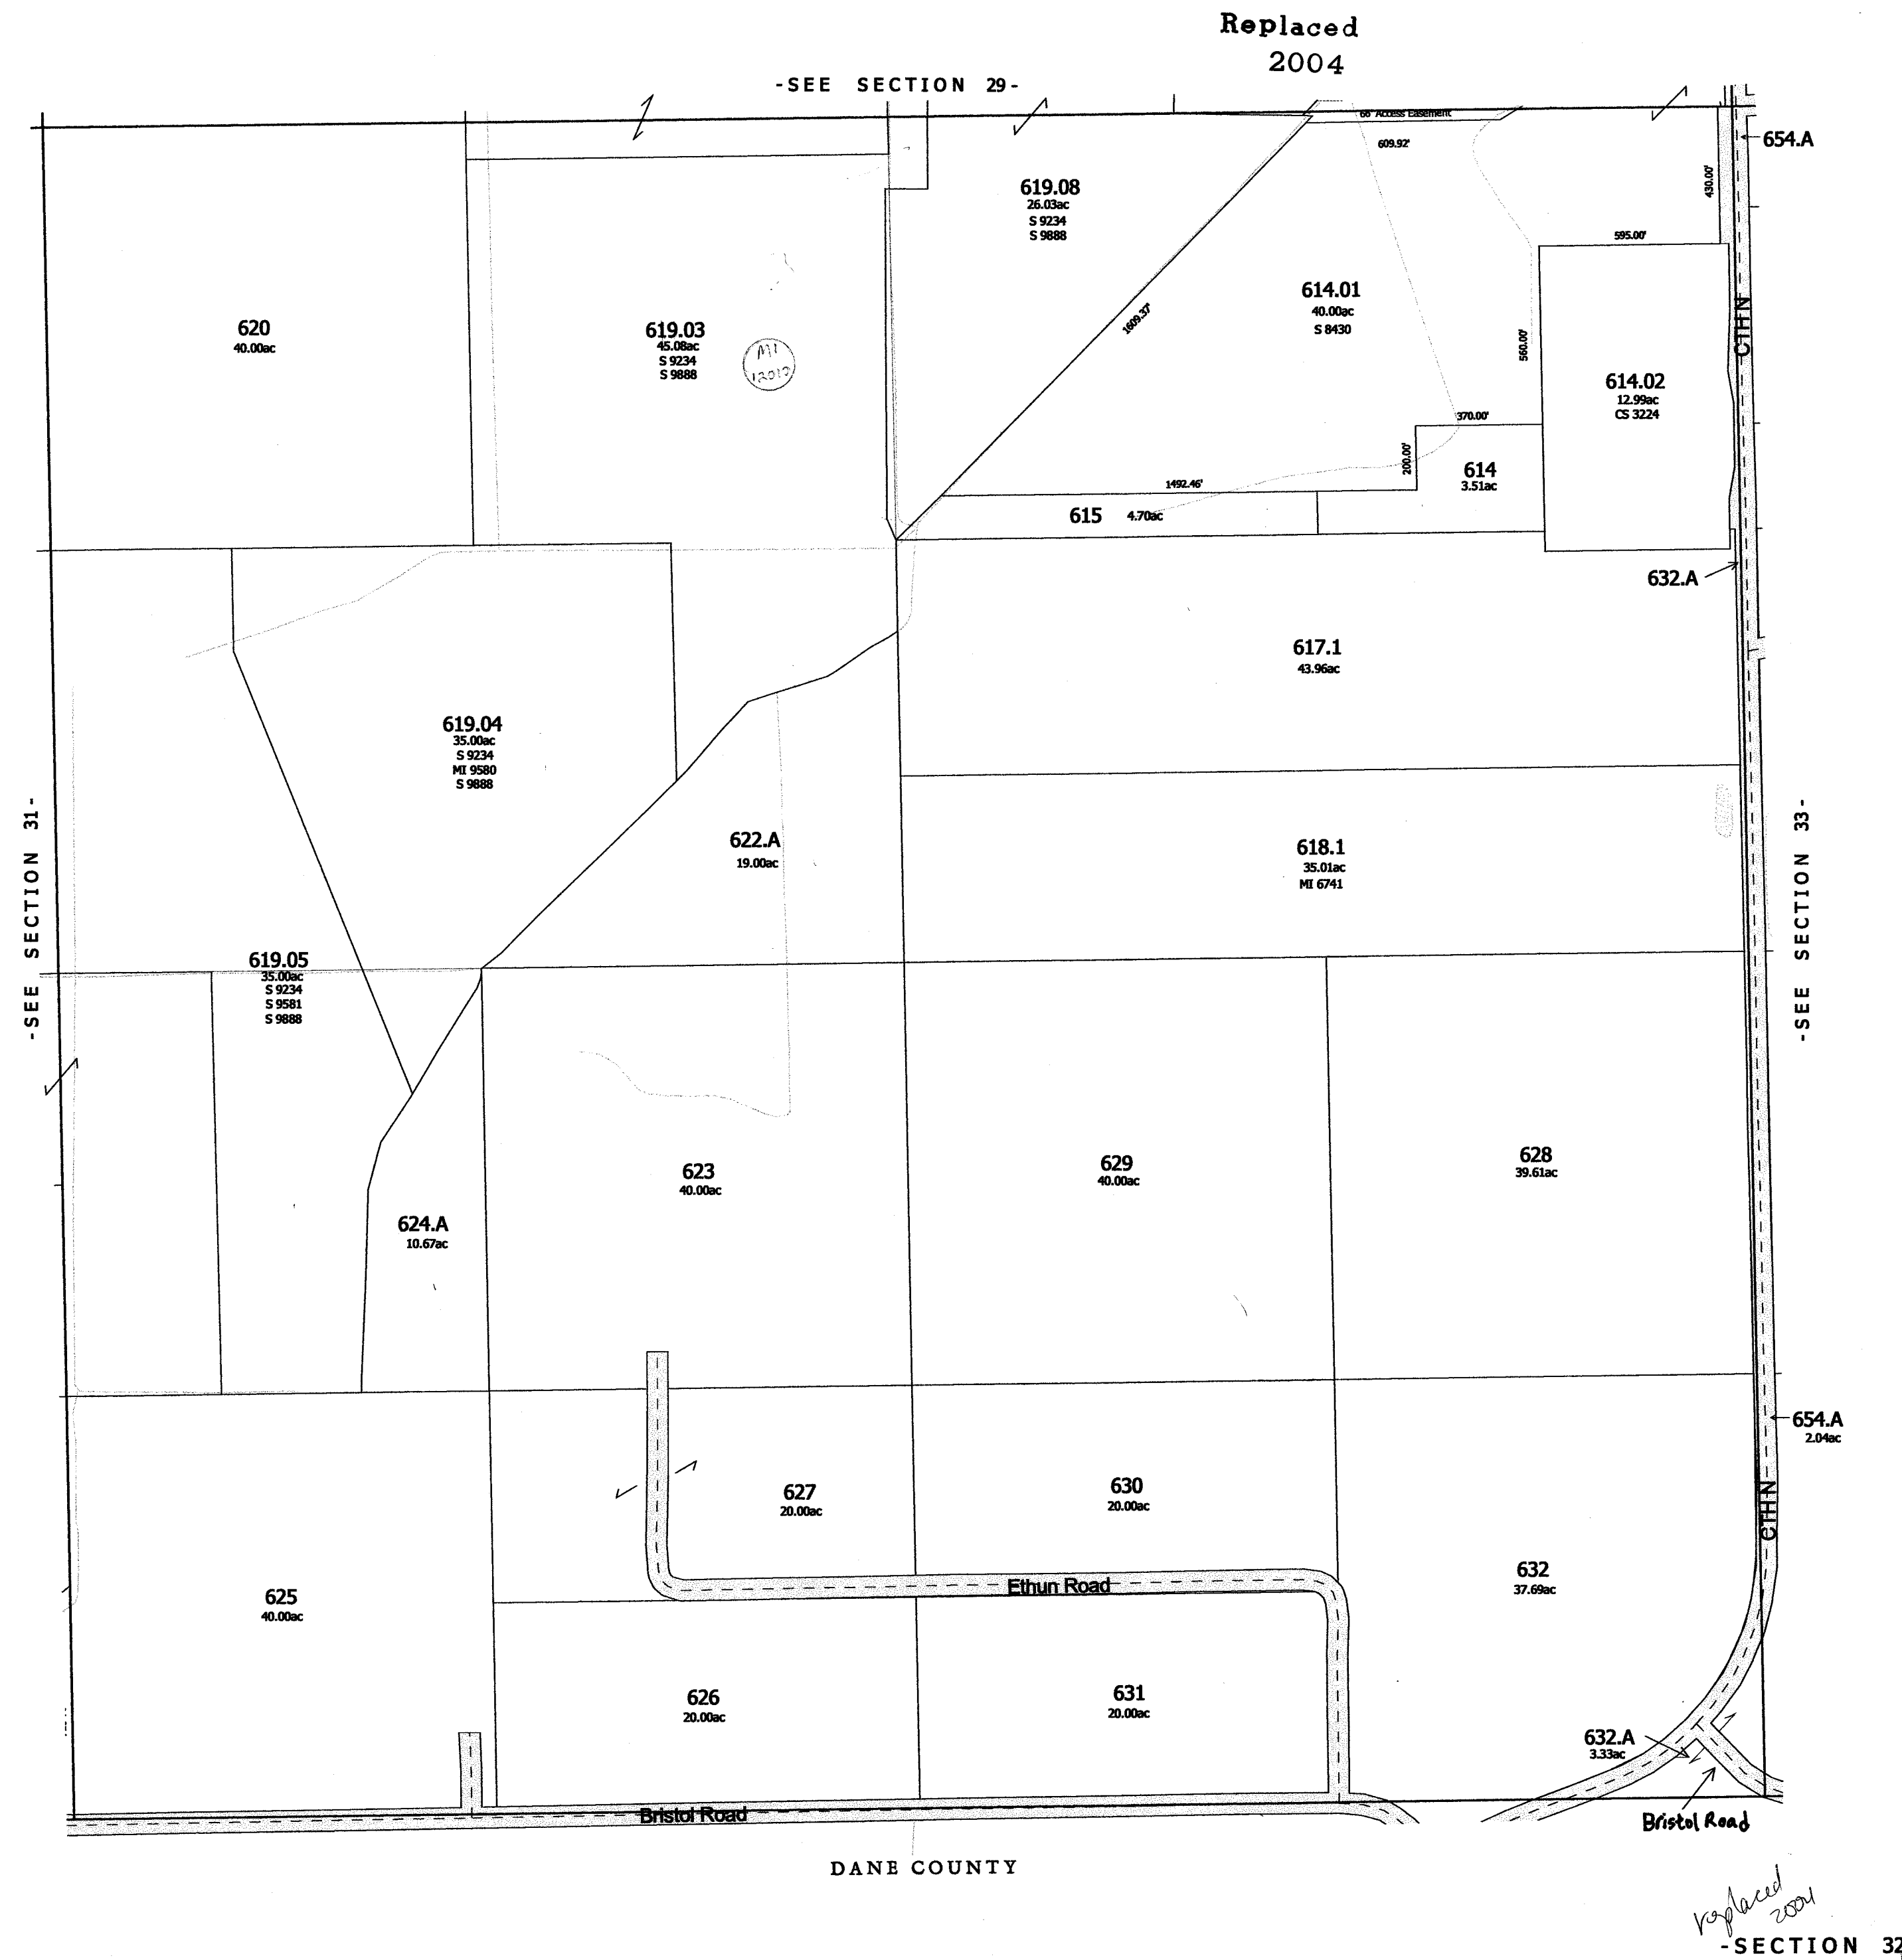 Replaced
2004
-SEE SECTION 29-
66' Access Easement
609.92'
654.A
430.00'
619.08
26.03ac
S 9234
S 9888
595.00'
614.01
40.00ac
S 8430
1609.37'
CTHN
620
40.00ac
619.03
45.08ac
S 9234
S 9888
MI
12010
560.00'
614.02
12.99ac
CS 3224
370.00'
200.00'
614
3.51ac
1492.46'
615 4.70ac
632.A
617.1
43.96ac
619.04
35.00ac
S 9234
MI 9580
S 9888
622.A
19.00ac
618.1
35.01ac
MI 6741
-SEE SECTION 31-
-SEE SECTION 33-
619.05
35.00ac
S 9234
S 9581
S 9888
623
40.00ac
629
40.00ac
628
39.61ac
624.A
10.67ac
654.A
2.04ac
627
20.00ac
630
20.00ac
CTHN
Ethun Road
632
37.69ac
625
40.00ac
626
20.00ac
631
20.00ac
632.A
3.33ac
Bristol Road
Bristol Road
DANE COUNTY
replaced
2004
-SECTION 32